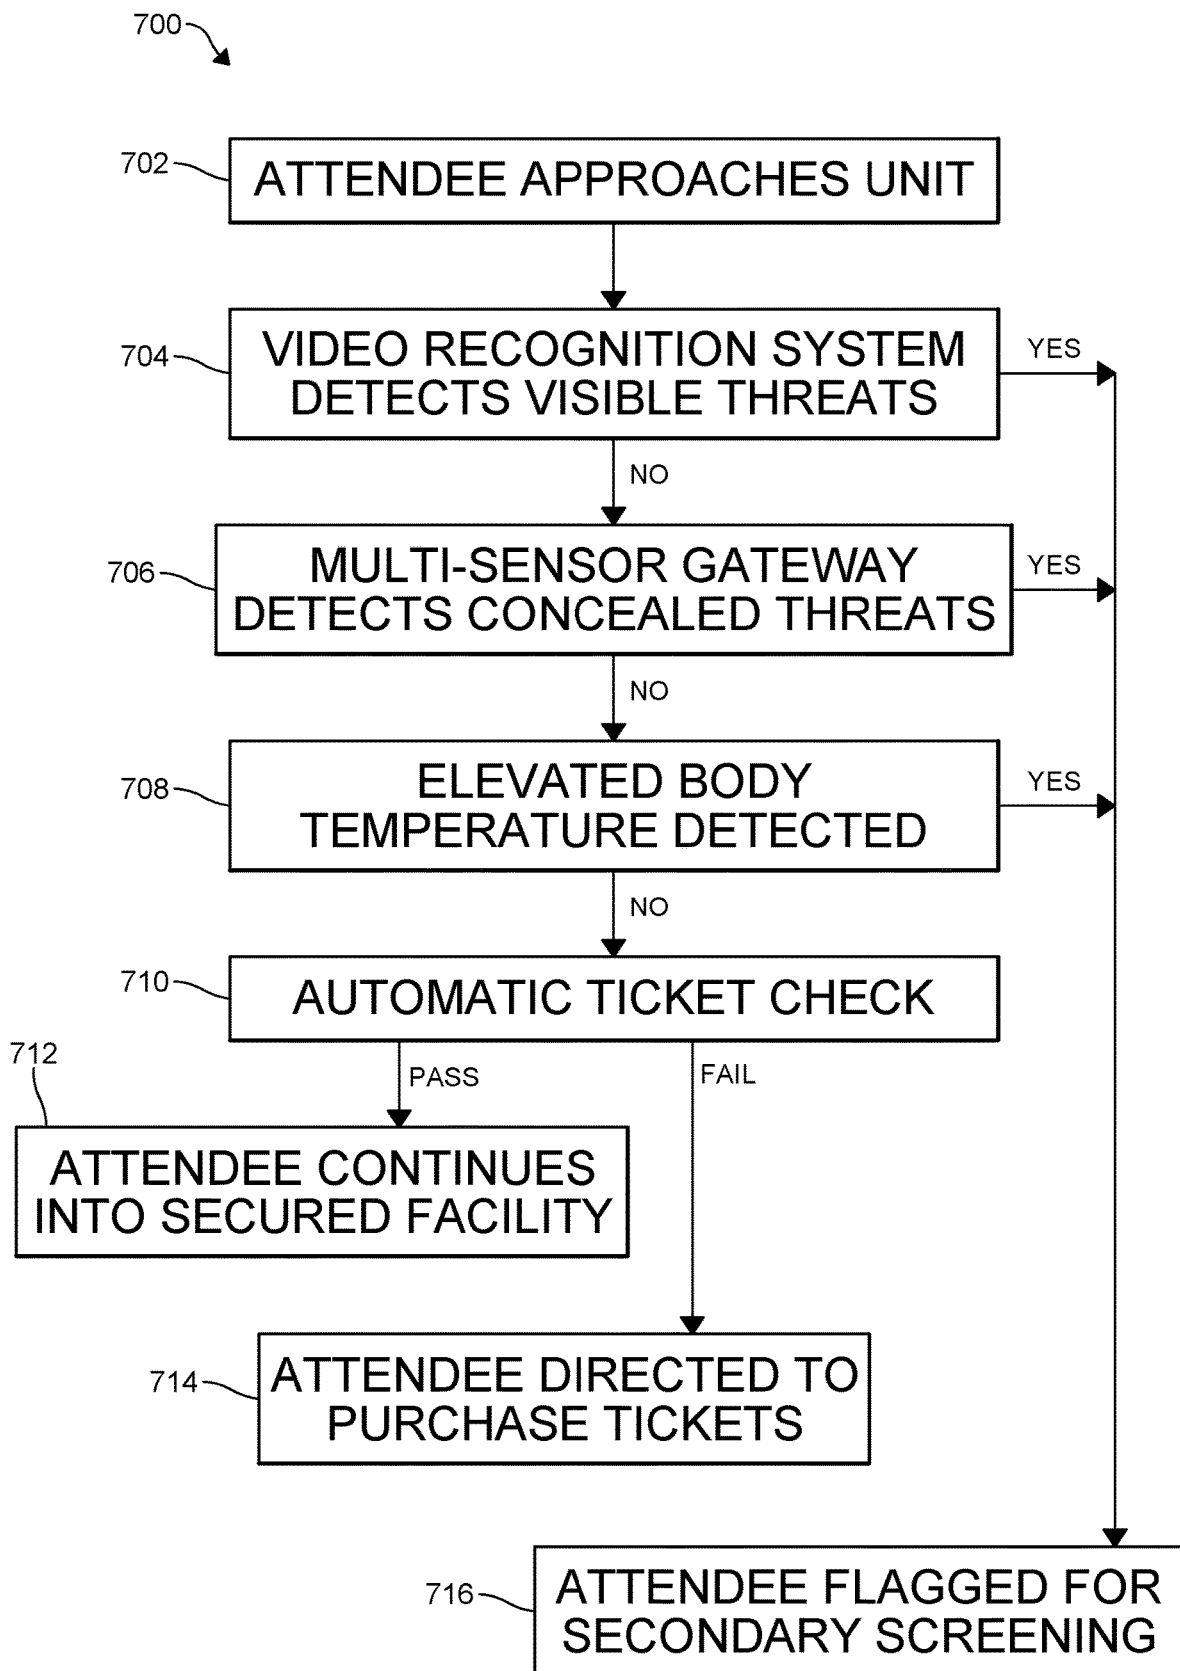 700
702
ATTENDEE APPROACHES UNIT
704
VIDEO RECOGNITION SYSTEM
DETECTS VISIBLE THREATS
YES
NO
706
MULTI-SENSOR GATEWAY
DETECTS CONCEALED THREATS
YES
NO
708
ELEVATED BODY
TEMPERATURE DETECTED
YES
NO
710
AUTOMATIC TICKET CHECK
PASS
FAIL
712
ATTENDEE CONTINUES
INTO SECURED FACILITY
714
ATTENDEE DIRECTED TO
PURCHASE TICKETS
716
ATTENDEE FLAGGED FOR
SECONDARY SCREENING